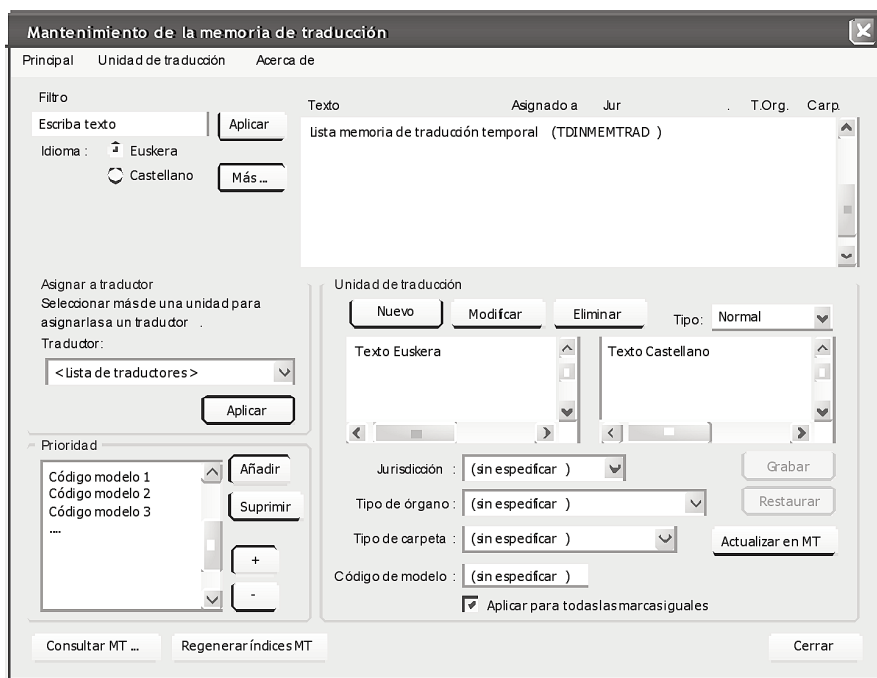 Mantenimiento de la memoria de traducción
Principal Unidad de traducción Acerca de
Filtro
Escriba texto Aplicar
Idioma : Euskera
Castellano Más ...
Texto Asignado a Jur . T.Org. Carp.
Lista memoria de traducción temporal (TDINMEMTRAD )
Asignar a traductor
Seleccionar más de una unidad para
asignarlas a un traductor .
Traductor:
<Lista de traductores>
Aplicar
Prioridad
Código modelo 1
Código modelo 2
Código modelo 3
....
Añadir
Suprimir
+
-
Unidad de traducción
Nuevo Modificar Eliminar Tipo: Normal
Texto Euskera Texto Castellano
Jurisdicción : (sin especificar )
Tipo de órgano : (sin especificar )
Tipo de carpeta : (sin especificar )
Código de modelo : (sin especificar )
Aplicar para todas las marcas iguales
Grabar
Restaurar
Actualizar en MT
Consultar MT ... Regenerar índices MT Cerrar